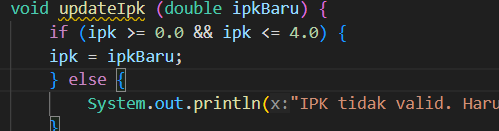 void updateIpk (double ipkBaru) {
if (ipk >= 0.0 && ipk <= 4.0) {
ipk = ipkBaru;
} else {
System.out.println(x:"IPK tidak valid. Haru
}